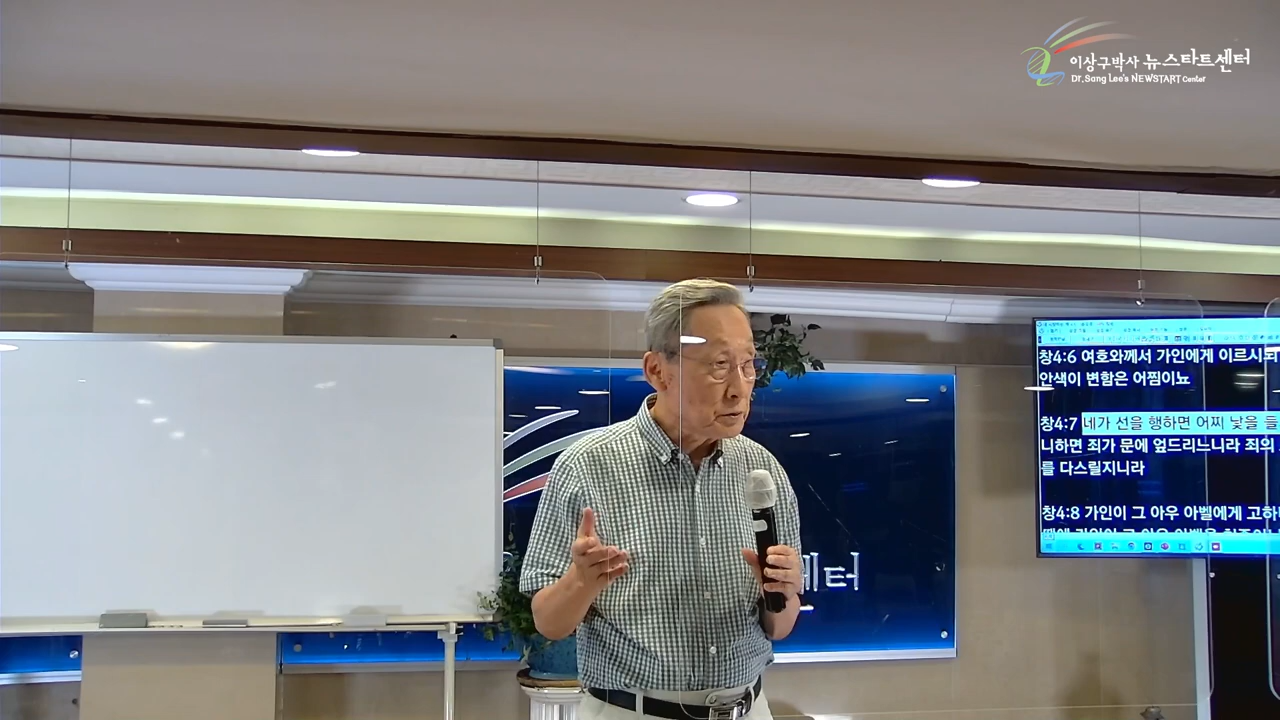 이상구박사 뉴스타트센터
Dr. Sang Lee's NEWSTART Center
창4:6 여호와께서 가인에게 이르시되
안색이 변함은 어찜이뇨
창4:7 네가 선을 행하면 어찌 낯을 들
니하면 죄가 문에 엎드리느니라 죄의
를 다스릴지니라
창4:8 가인이 그 아우 아벨에게 고하
센터